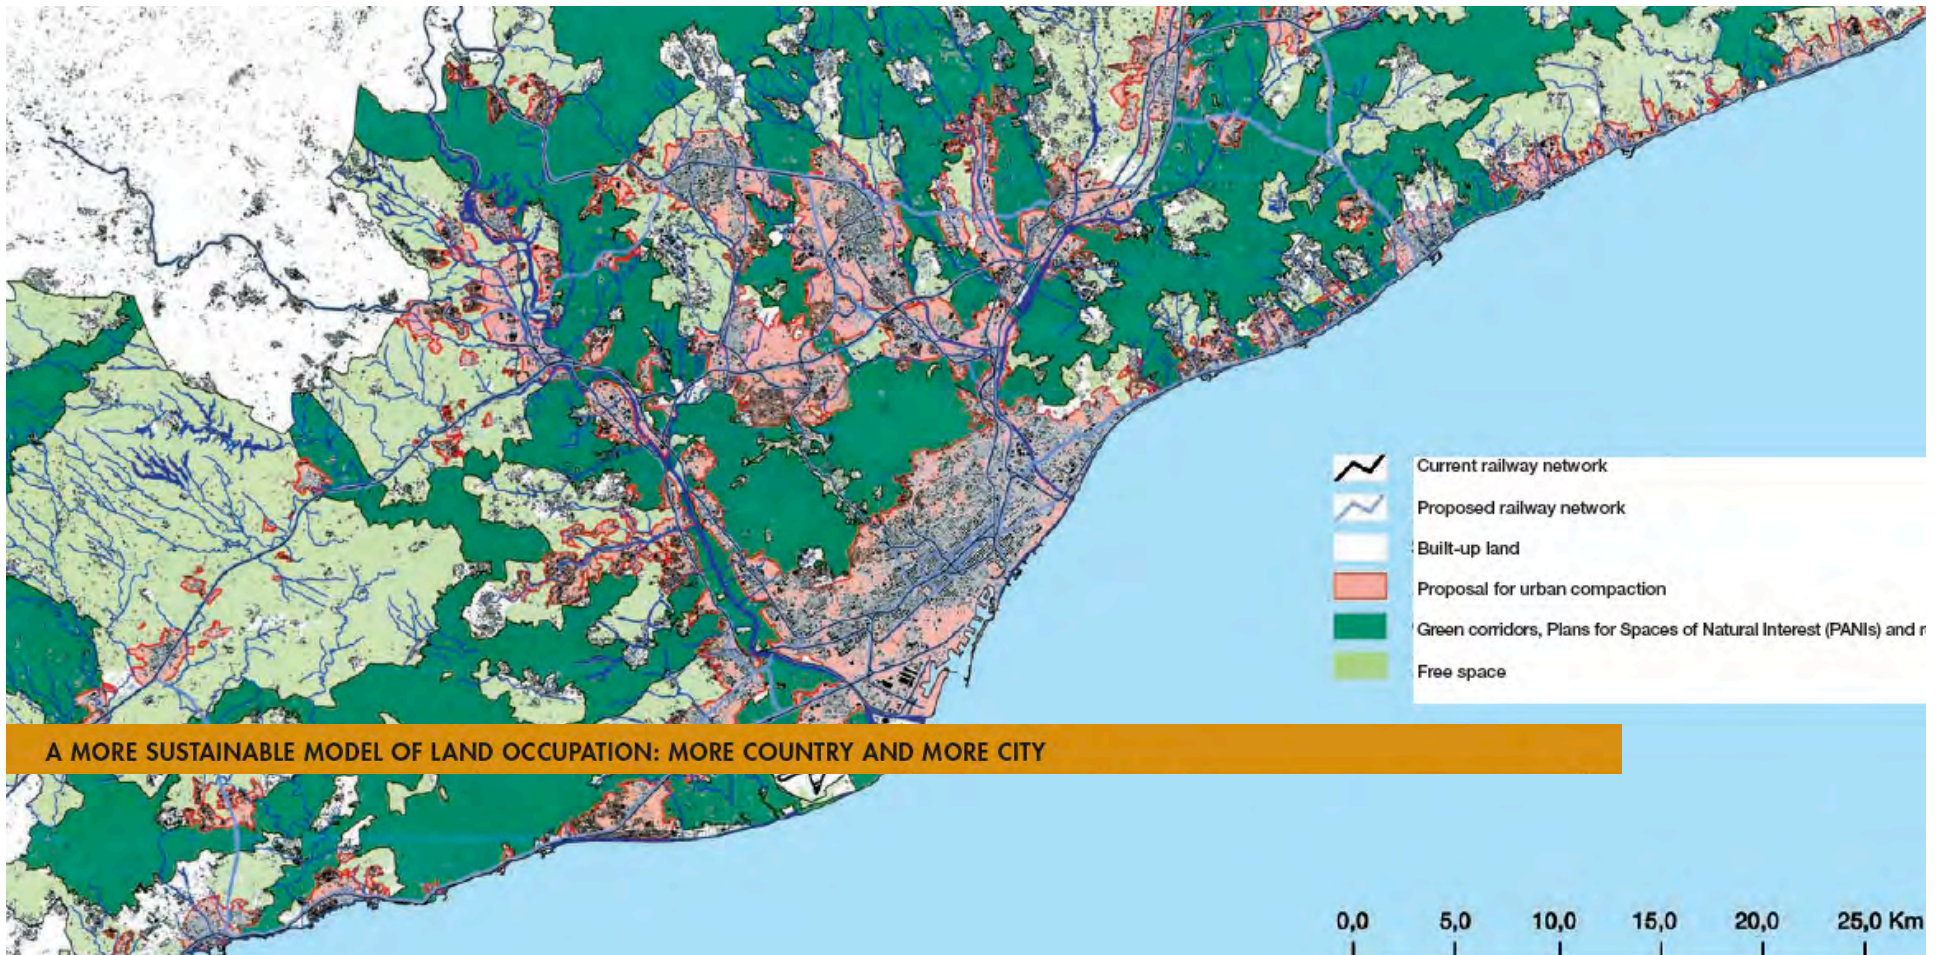 Current railway network
Proposed railway network
Built-up land
Proposal for urban compaction
Green corridors, Plans for Spaces of Natural Interest (PANIs) and
Free space
A MORE SUSTAINABLE MODEL OF LAND OCCUPATION: MORE COUNTRY AND MORE CITY
0,0 5,0 10,0 15,0 20,0 25,0 Km